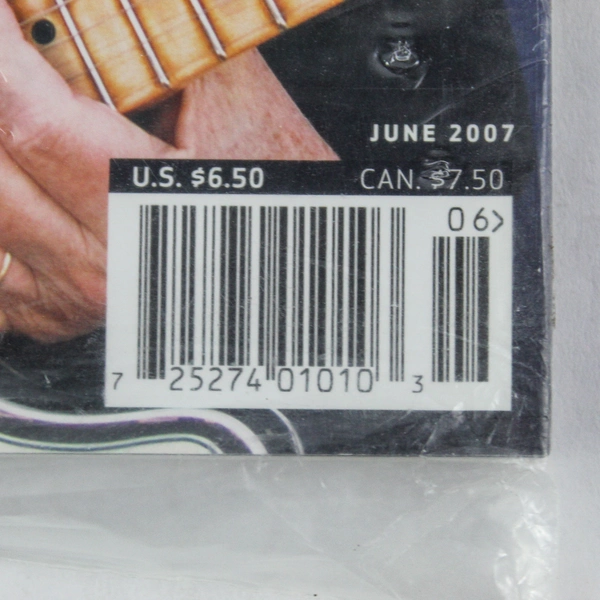 JUNE 2007
U.S. $6.50 CAN. $7.50
06>
7 25274 01010 3